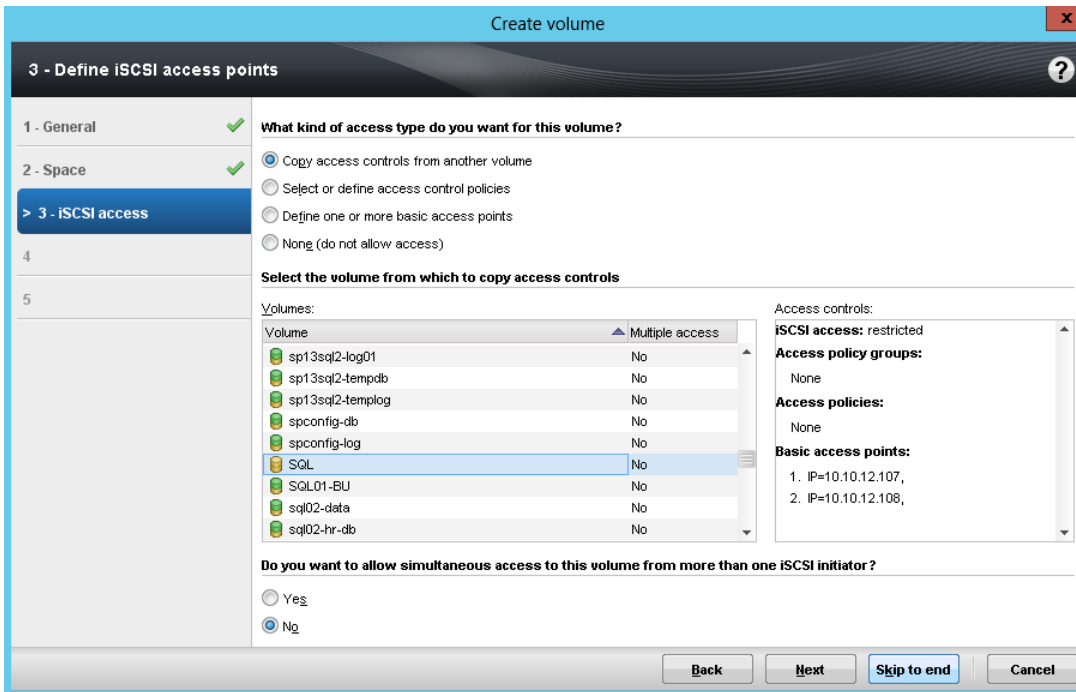 Create volume
x
3 - Define iSCSI access points
?
1 - General
2 - Space
> 3 - iSCSI access
4
5
What kind of access type do you want for this volume?
Copy access controls from another volume
Select or define access control policies
Define one or more basic access points
None (do not allow access)
Select the volume from which to copy access controls
Volumes:
Volume Multiple access
sp13sql2-log01 No
sp13sql2-tempdb No
sp13sql2-templog No
spconfig-db No
spconfig-log No
SQL No
SQL01-BU No
sql02-data No
sql02-hr-db No
Access controls:
iSCSI access: restricted
Access policy groups:
None
Access policies:
None
Basic access points:
1. IP=10.10.12.107,
2. IP=10.10.12.108,
Do you want to allow simultaneous access to this volume from more than one iSCSI initiator?
Yes
No
Back Next Skip to end Cancel